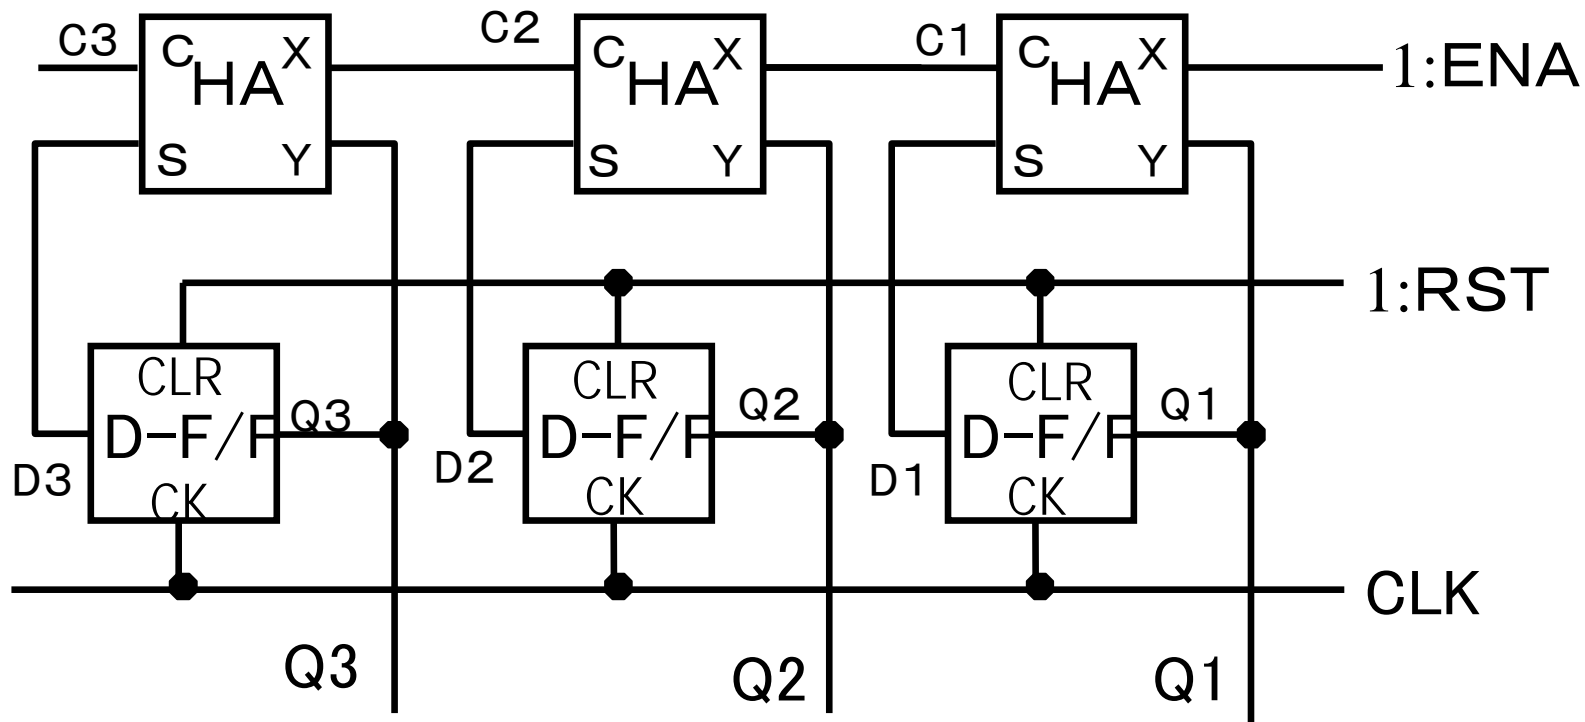 C3
C X
HA
S Y
C2
C X
HA
S Y
C1
C X
HA
S Y
1:ENA
1:RST
CLR
D-F/F
CK
Q3
D3
CLR
D-F/F
CK
Q2
D2
CLR
D-F/F
CK
Q1
D1
CLK
Q3
Q2
Q1